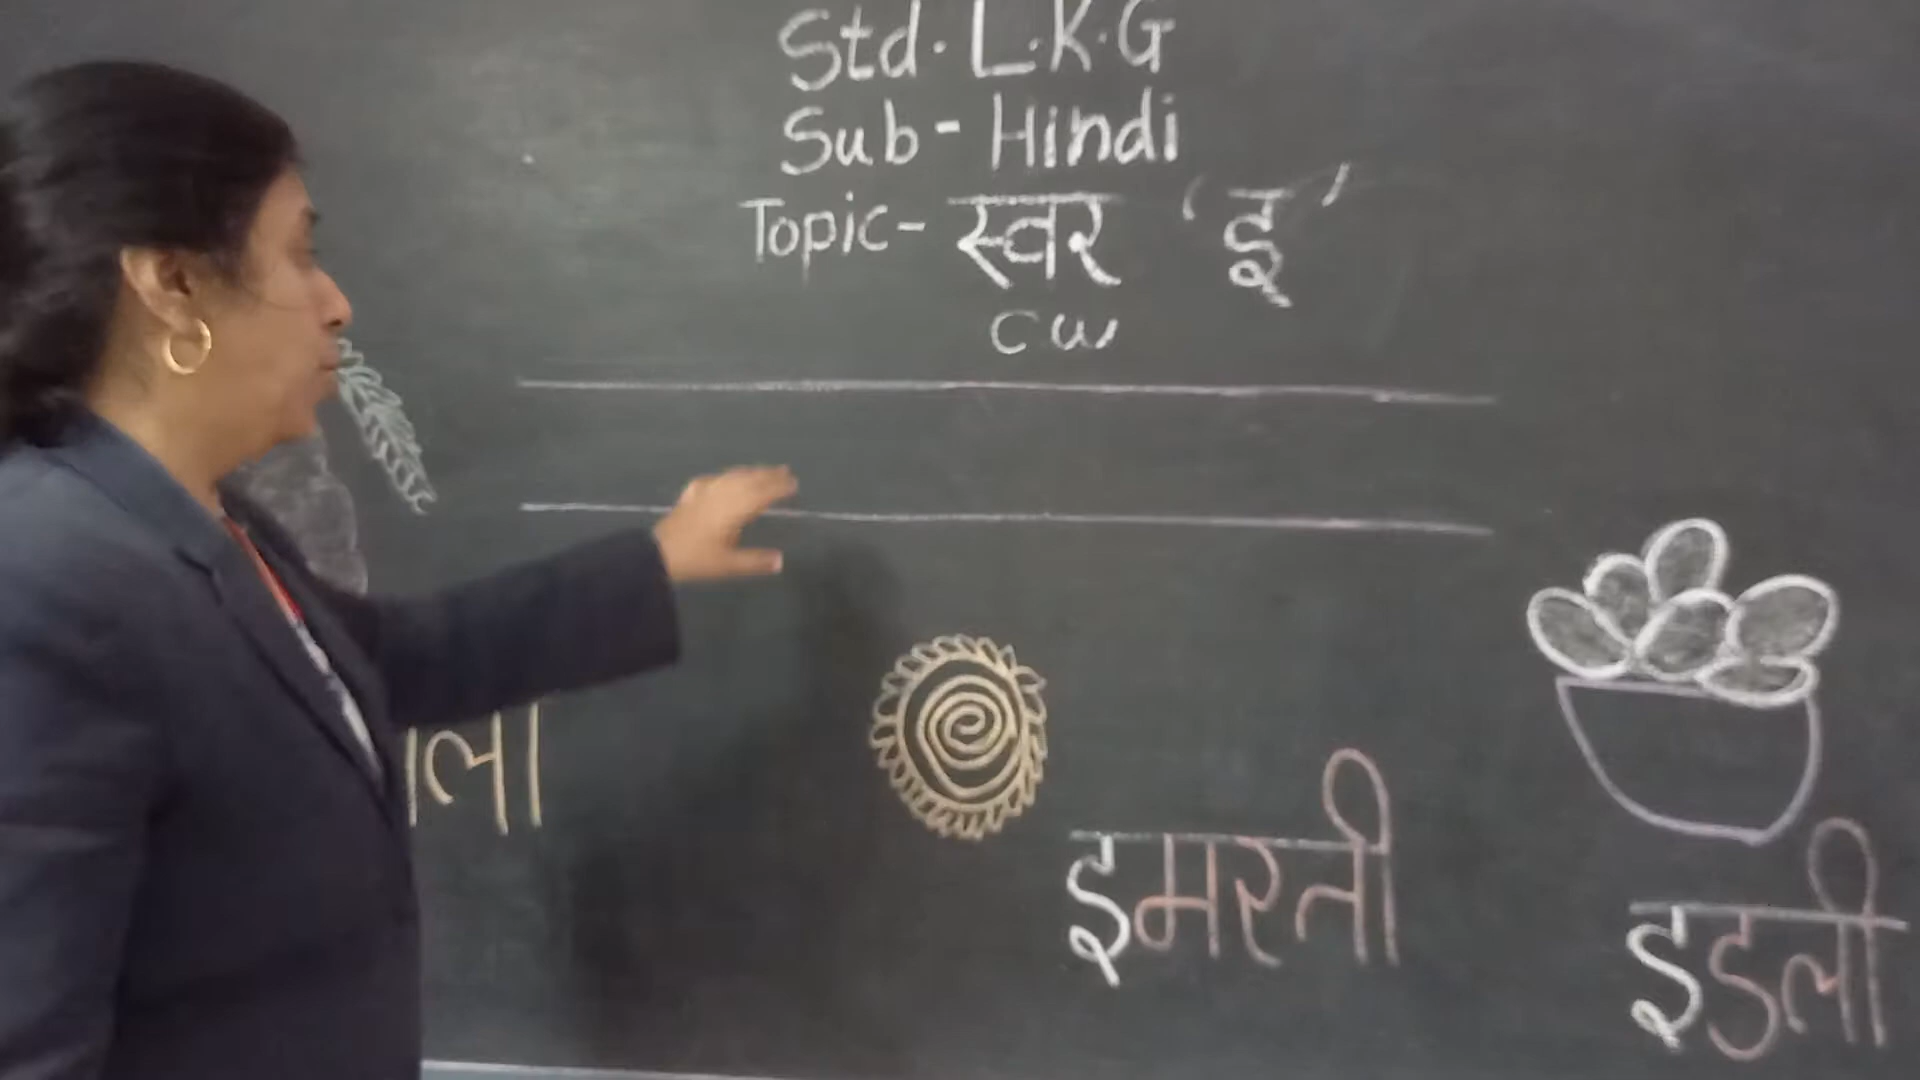 Std. L.K.G
Sub - Hindi
Topic - स्वर 'इ'
CW
इमरती
इडली